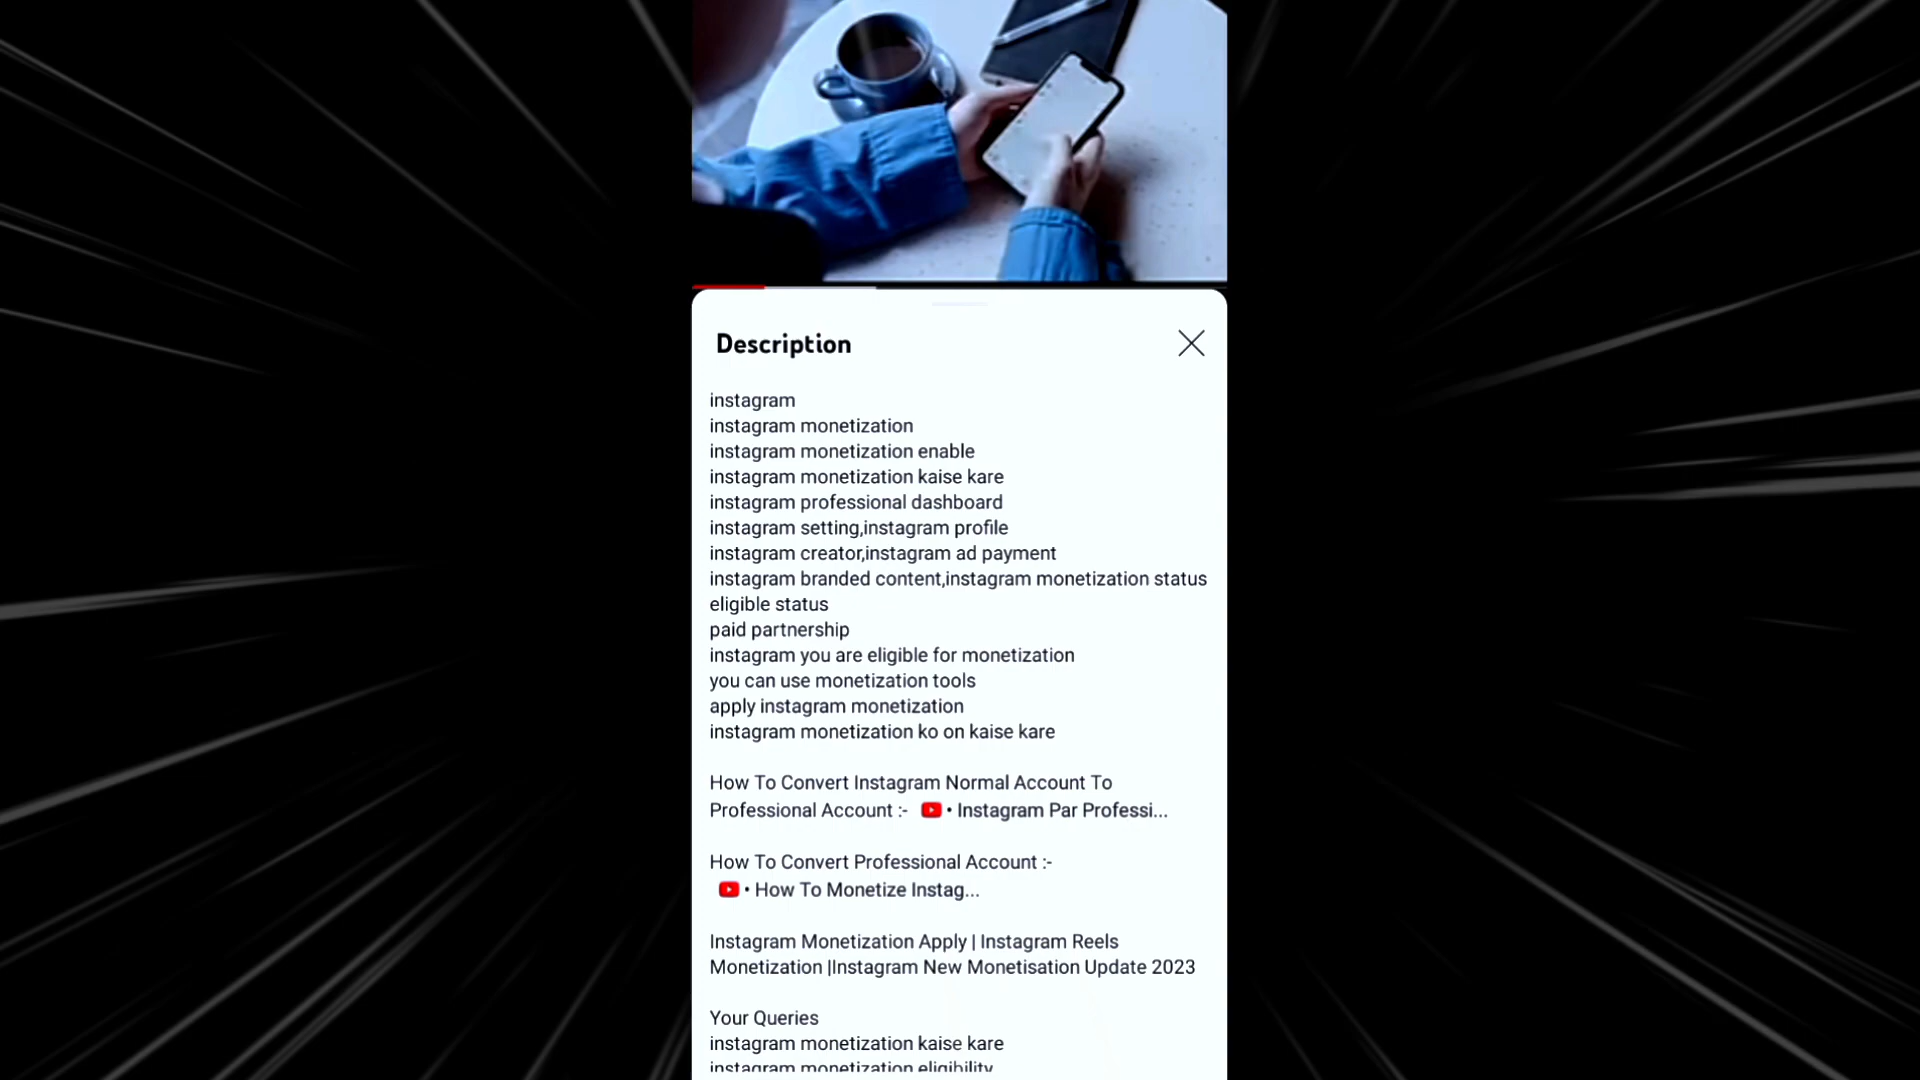 Description
instagram
instagram monetization
instagram monetization enable
instagram monetization kaise kare
instagram professional dashboard
instagram setting,instagram profile
instagram creator,instagram ad payment
instagram branded content,instagram monetization status
eligible status
paid partnership
instagram you are eligible for monetization
you can use monetization tools
apply instagram monetization
instagram monetization ko on kaise kare
How To Convert Instagram Normal Account To
Professional Account :- • Instagram Par Professi...
How To Convert Professional Account :-
• How To Monetize Instag...
Instagram Monetization Apply | Instagram Reels
Monetization |Instagram New Monetisation Update 2023
Your Queries
instagram monetization kaise kare
instagram monetization eligibility